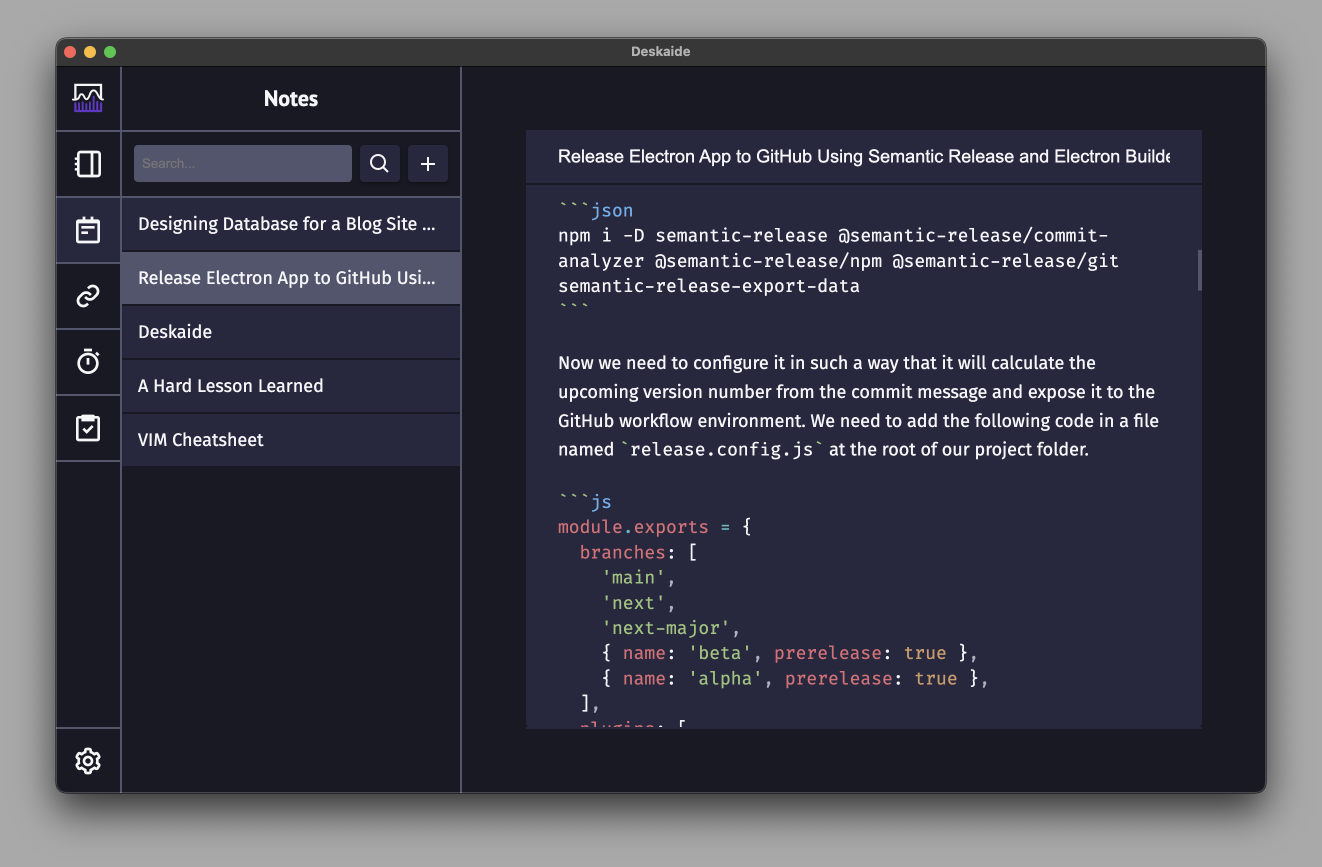 Deskaide
Notes
Search...
Designing Database for a Blog Site ...
Release Electron App to GitHub Usi...
Deskaide
A Hard Lesson Learned
VIM Cheatsheet
Release Electron App to GitHub Using Semantic Release and Electron Builde
```json
npm i -D semantic-release @semantic-release/commit-
analyzer @semantic-release/npm @semantic-release/git
semantic-release-export-data
```
Now we need to configure it in such a way that it will calculate the
upcoming version number from the commit message and expose it to the
GitHub workflow environment. We need to add the following code in a file
named `release.config.js` at the root of our project folder.
```js
module.exports = {
  branches: [
    'main',
    'next',
    'next-major',
    { name: 'beta', prerelease: true },
    { name: 'alpha', prerelease: true },
  ],
  plugins: [